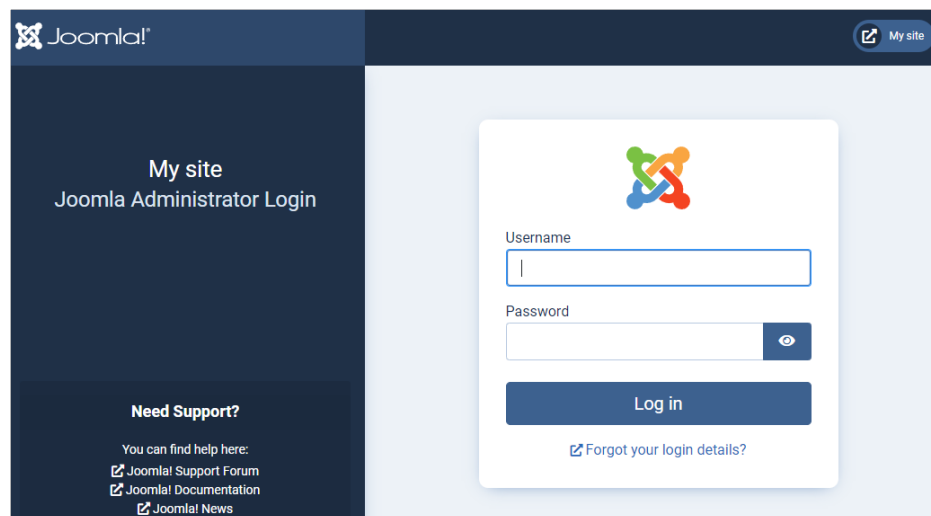 Joomla!®
My site
My site
Joomla Administrator Login
Username
Password
Log in
Forgot your login details?
Need Support?
You can find help here:
Joomla! Support Forum
Joomla! Documentation
Joomla! News